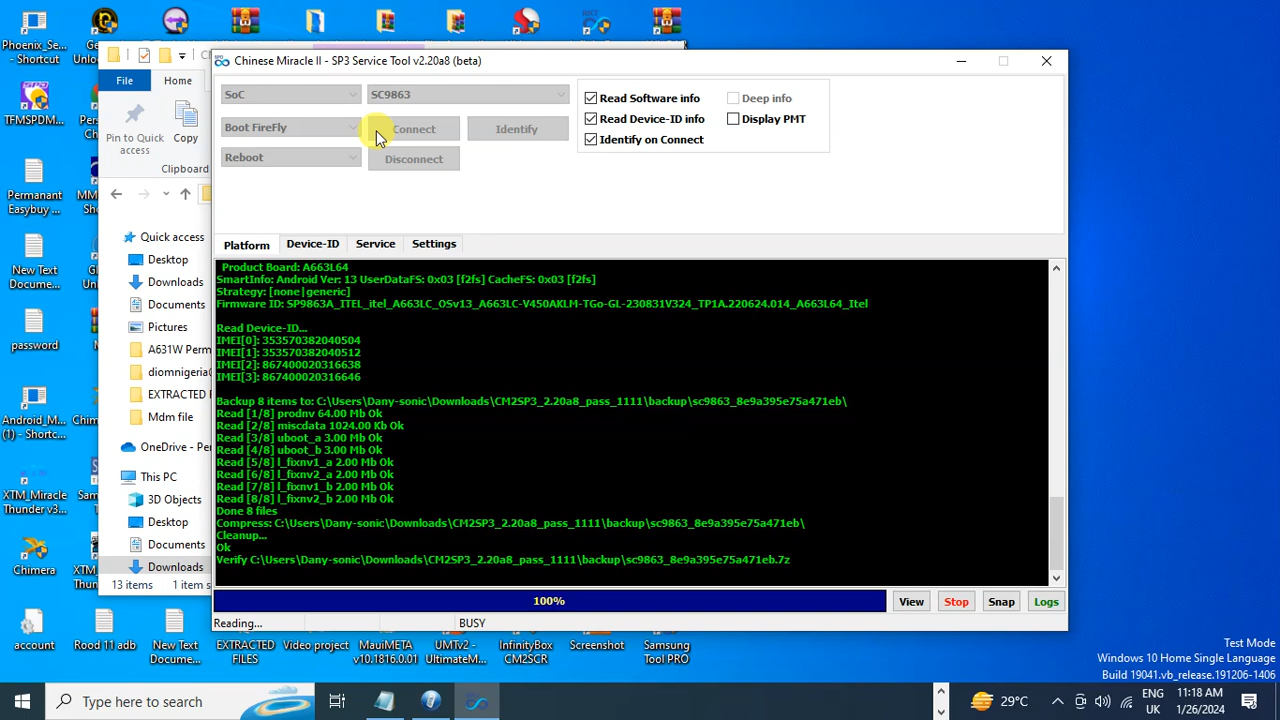 Phoenix_Se...
- Shortcut
TFMSPDM...
Permanant
Easybuy ...
New Text
Docume...
password
Android_M...
(1) - Shortc...
XTM_Miracle
Thunder v3...
Chimera
account
Rood 11 adb
New Text
Docume...
EXTRACTED
FILES
Video project
MauiMETA
v10.1816.0.01
UMTv2 -
UltimateM...
InfinityBox
CM2SCR
Screenshot
Samsung
Tool PRO
File
Home
Pin to Quick
access
Copy
Clipboard
Quick access
Desktop
Downloads
Documents
Pictures
A631W Perm
diomnigeria@
EXTRACTED F
Mdm file
OneDrive - Pers
This PC
3D Objects
Desktop
Documents
Downloads
13 items
1 item s
Chinese Miracle II - SP3 Service Tool v2.20a8 (beta)
SoC
SC9863
Boot FireFly
Connect
Identify
Reboot
Disconnect
Read Software info
Deep info
Read Device-ID info
Display PMT
Identify on Connect
Platform
Device-ID
Service
Settings
Product Board: A663L64
SmartInfo: Android Ver: 13 UserDataFS: 0x03 [f2fs] CacheFS: 0x03 [f2fs]
Strategy: [none|generic]
Firmware ID: SP9863A_ITEL_itel_A663LC_OSv13_A663LC-V450AKLM-TGo-GL-230831V324_TP1A.220624.014_A663L64_Itel
Read Device-ID...
IMEI[0]: 353570382040504
IMEI[1]: 353570382040512
IMEI[2]: 867400020316638
IMEI[3]: 867400020316646
Backup 8 items to: C:\Users\Dany-sonic\Downloads\CM2SP3_2.20a8_pass_1111\backup\sc9863_8e9a395e75a471eb\
Read [1/8] prodnv 64.00 Mb Ok
Read [2/8] miscdata 1024.00 Kb Ok
Read [3/8] uboot_a 3.00 Mb Ok
Read [4/8] uboot_b 3.00 Mb Ok
Read [5/8] l_fixnv1_a 2.00 Mb Ok
Read [6/8] l_fixnv2_a 2.00 Mb Ok
Read [7/8] l_fixnv1_b 2.00 Mb Ok
Read [8/8] l_fixnv2_b 2.00 Mb Ok
Done 8 files
Compress: C:\Users\Dany-sonic\Downloads\CM2SP3_2.20a8_pass_1111\backup\sc9863_8e9a395e75a471eb\
Cleanup...
Ok
Verify C:\Users\Dany-sonic\Downloads\CM2SP3_2.20a8_pass_1111\backup\sc9863_8e9a395e75a471eb.7z
100%
View
Stop
Snap
Logs
Reading...
BUSY
Test Mode
Windows 10 Home Single Language
Build 19041.vb_release.191206-1406
Type here to search
29°C
ENG
UK
11:18 AM
1/26/2024